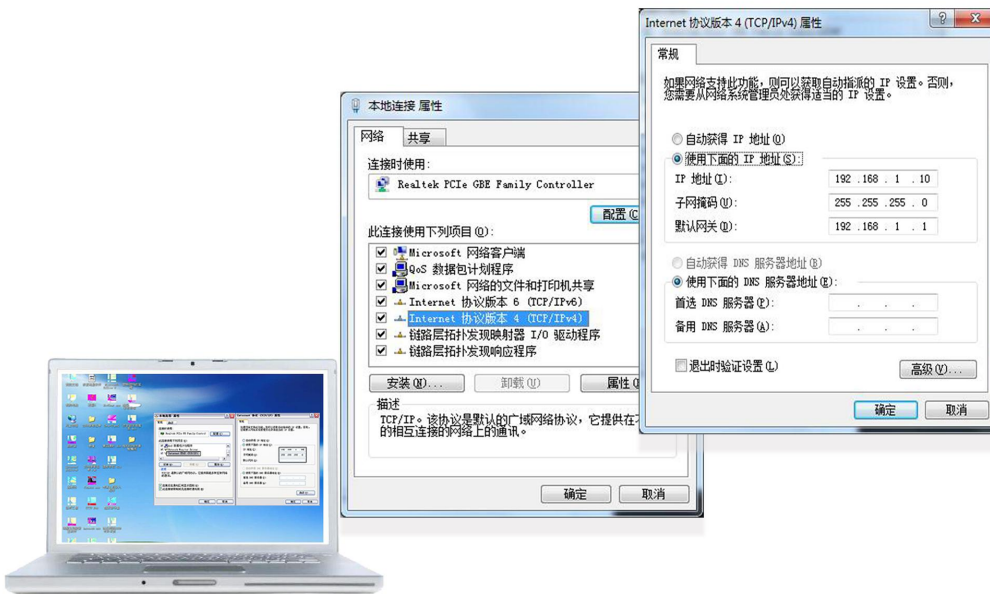 Internet 协议版本 4 (TCP/IPv4) 属性
常规
如果网络支持此功能，则可以获取自动指派的 IP 设置。否则，
您需要从网络系统管理员处获得适当的 IP 设置。
自动获得 IP 地址(O)
使用下面的 IP 地址(S):
IP 地址(I): 192 .168 . 1 . 10
子网掩码(U): 255 .255 .255 . 0
默认网关(D): 192 .168 . 1 . 1
自动获得 DNS 服务器地址(B)
使用下面的 DNS 服务器地址(E):
首选 DNS 服务器(P): . . .
备用 DNS 服务器(A): . . .
退出时验证设置(L)
高级(V)...
确定 取消
本地连接 属性
网络 共享
连接时使用:
Realtek PCIe GBE Family Controller
配置(C
此连接使用下列项目(O):
Microsoft 网络客户端
QoS 数据包计划程序
Microsoft 网络的文件和打印机共享
Internet 协议版本 6 (TCP/IPv6)
Internet 协议版本 4 (TCP/IPv4)
链路层拓扑发现映射器 I/O 驱动程序
链路层拓扑发现响应程序
安装(N)... 卸载(U) 属性(
描述
TCP/IP。该协议是默认的广域网络协议，它提供在不
的相互连接的网络上的通讯。
确定 取消